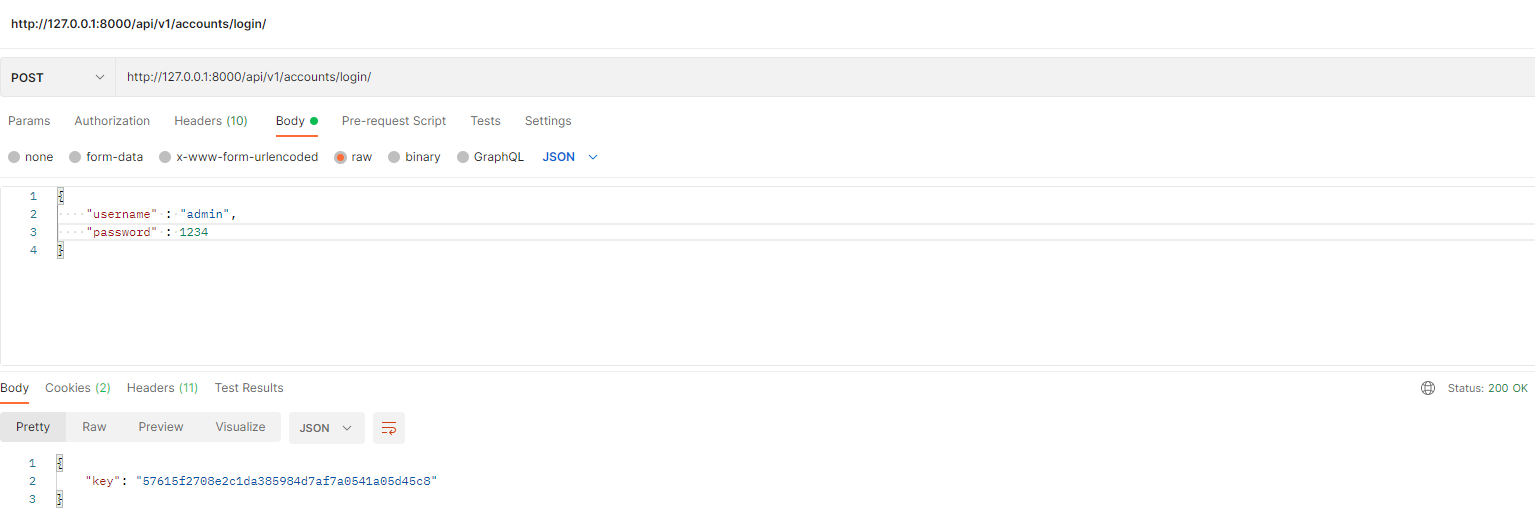 http://127.0.0.1:8000/api/v1/accounts/login/
POST http://127.0.0.1:8000/api/v1/accounts/login/
Params Authorization Headers (10) Body Pre-request Script Tests Settings
none form-data x-www-form-urlencoded raw binary GraphQL JSON
1 {
2 "username" : "admin",
3 "password" : 1234
4 }
Body Cookies (2) Headers (11) Test Results Status: 200 OK
Pretty Raw Preview Visualize JSON
1 {
2 "key": "57615f2708e2c1da385984d7af7a0541a05d45c8"
3 }